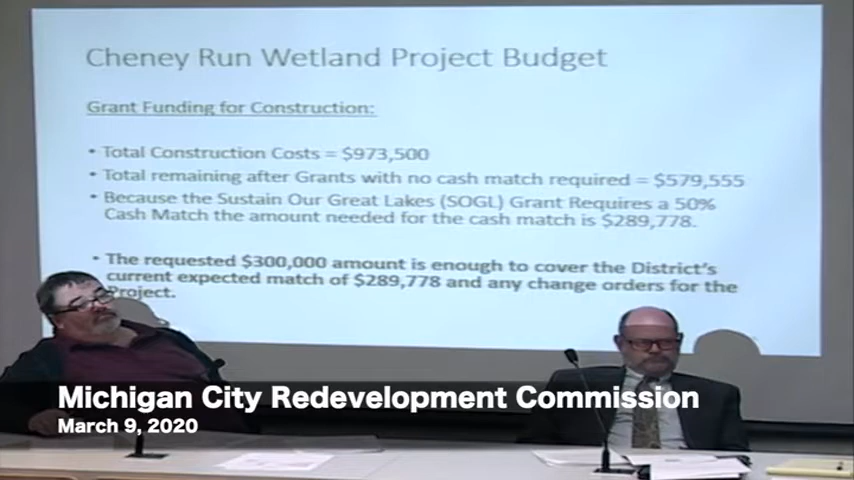 Cheney Run Wetland Project Budget
Grant Funding for Construction:
• Total Construction Costs = $973,500
• Total remaining after Grants with no cash match required = $579,555
• Because the Sustain Our Great Lakes (SOGL) Grant Requires a 50%
Cash Match the amount needed for the cash match is $289,778.
• The requested $300,000 amount is enough to cover the District's
current expected match of $289,778 and any change orders for the
Project.
Michigan City Redevelopment Commission
March 9, 2020